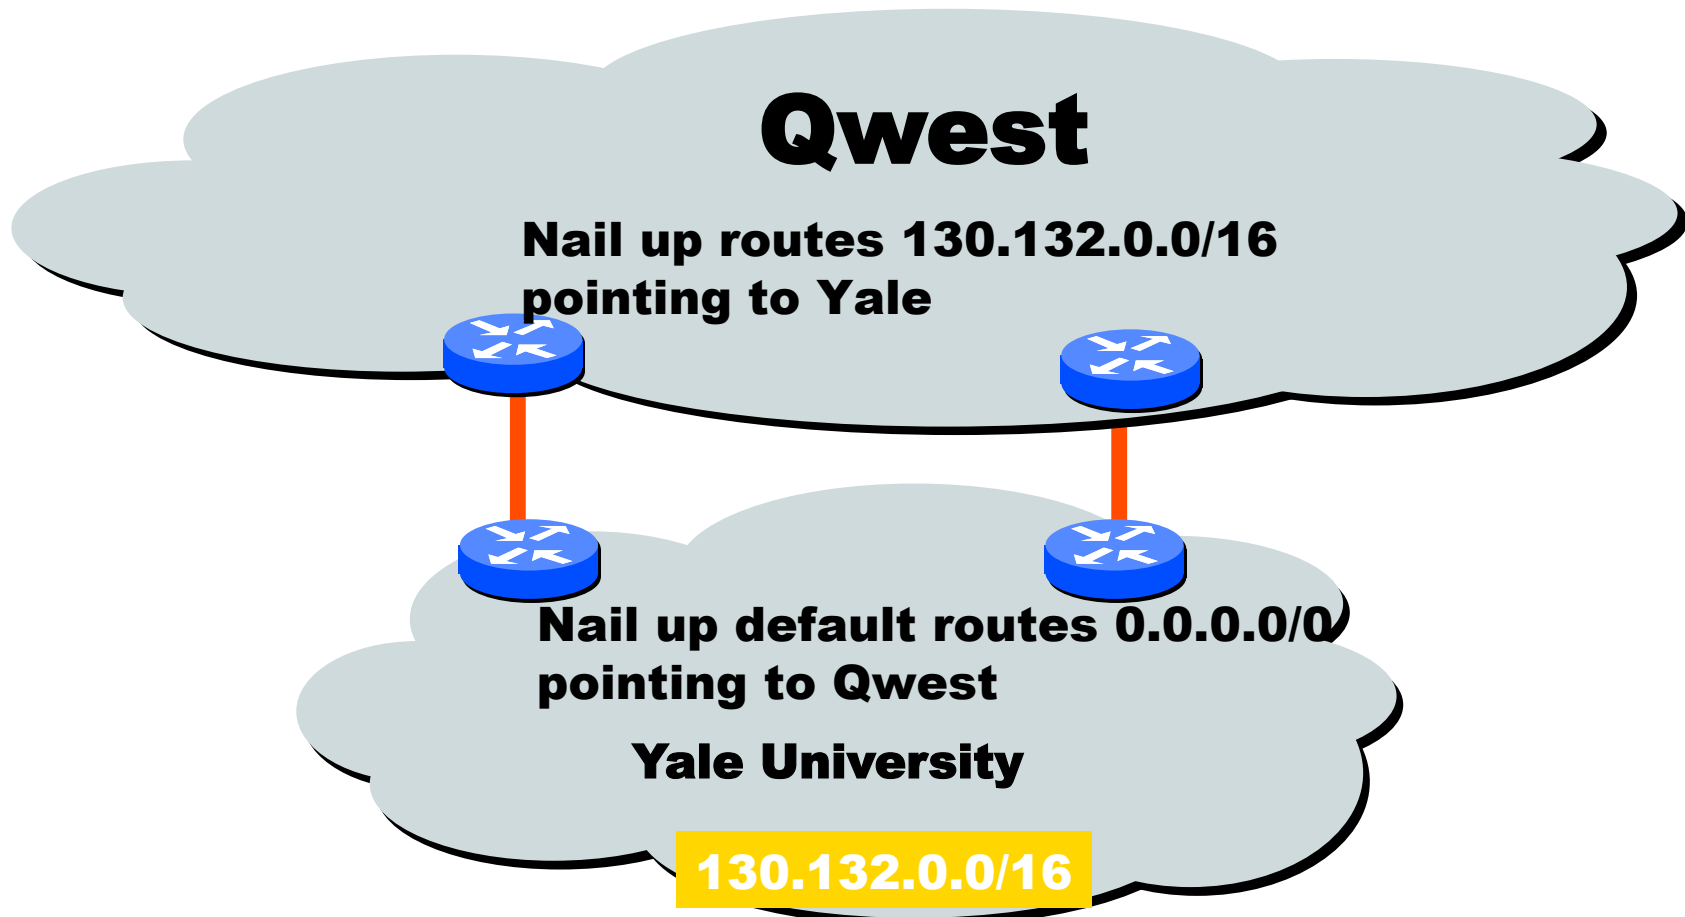 Qwest
Nail up routes 130.132.0.0/16
pointing to Yale
Nail up default routes 0.0.0.0/0
pointing to Qwest
Yale University
130.132.0.0/16